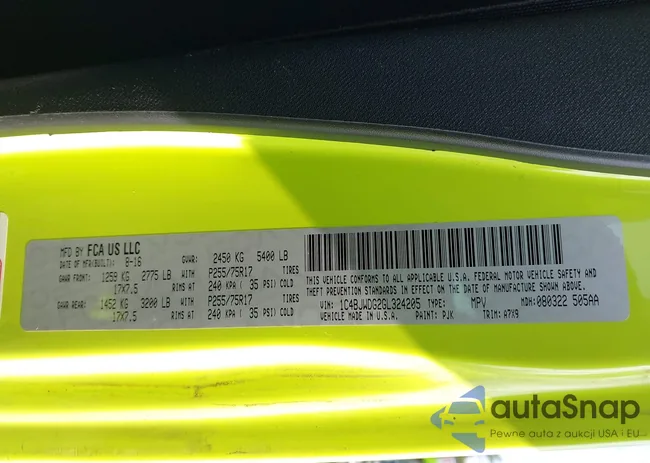 MFD BY FCA US LLC
DATE OF MFR(BUILT): 8-16 GVWR: 2450 KG 5400 LB
GAWR FRONT: 1259 KG 2775 LB WITH P255/75R17 TIRES
17X7.5 RIMS AT 240 KPA ( 35 PSI) COLD
GAWR REAR: 1452 KG 3200 LB WITH P255/75R17 TIRES
17X7.5 RIMS AT 240 KPA ( 35 PSI) COLD
THIS VEHICLE CONFORMS TO ALL APPLICABLE U.S.A. FEDERAL MOTOR VEHICLE SAFETY AND
THEFT PREVENTION STANDARDS IN EFFECT ON THE DATE OF MANUFACTURE SHOWN ABOVE.
VIN: 1C4BJWDG2GL324205 TYPE: MPV MDH: 080322 505AA
VEHICLE MADE IN U.S.A. PAINT: PJK TRIM: A7X9
autaSnap
Pewne auta z aukcji USA i EU